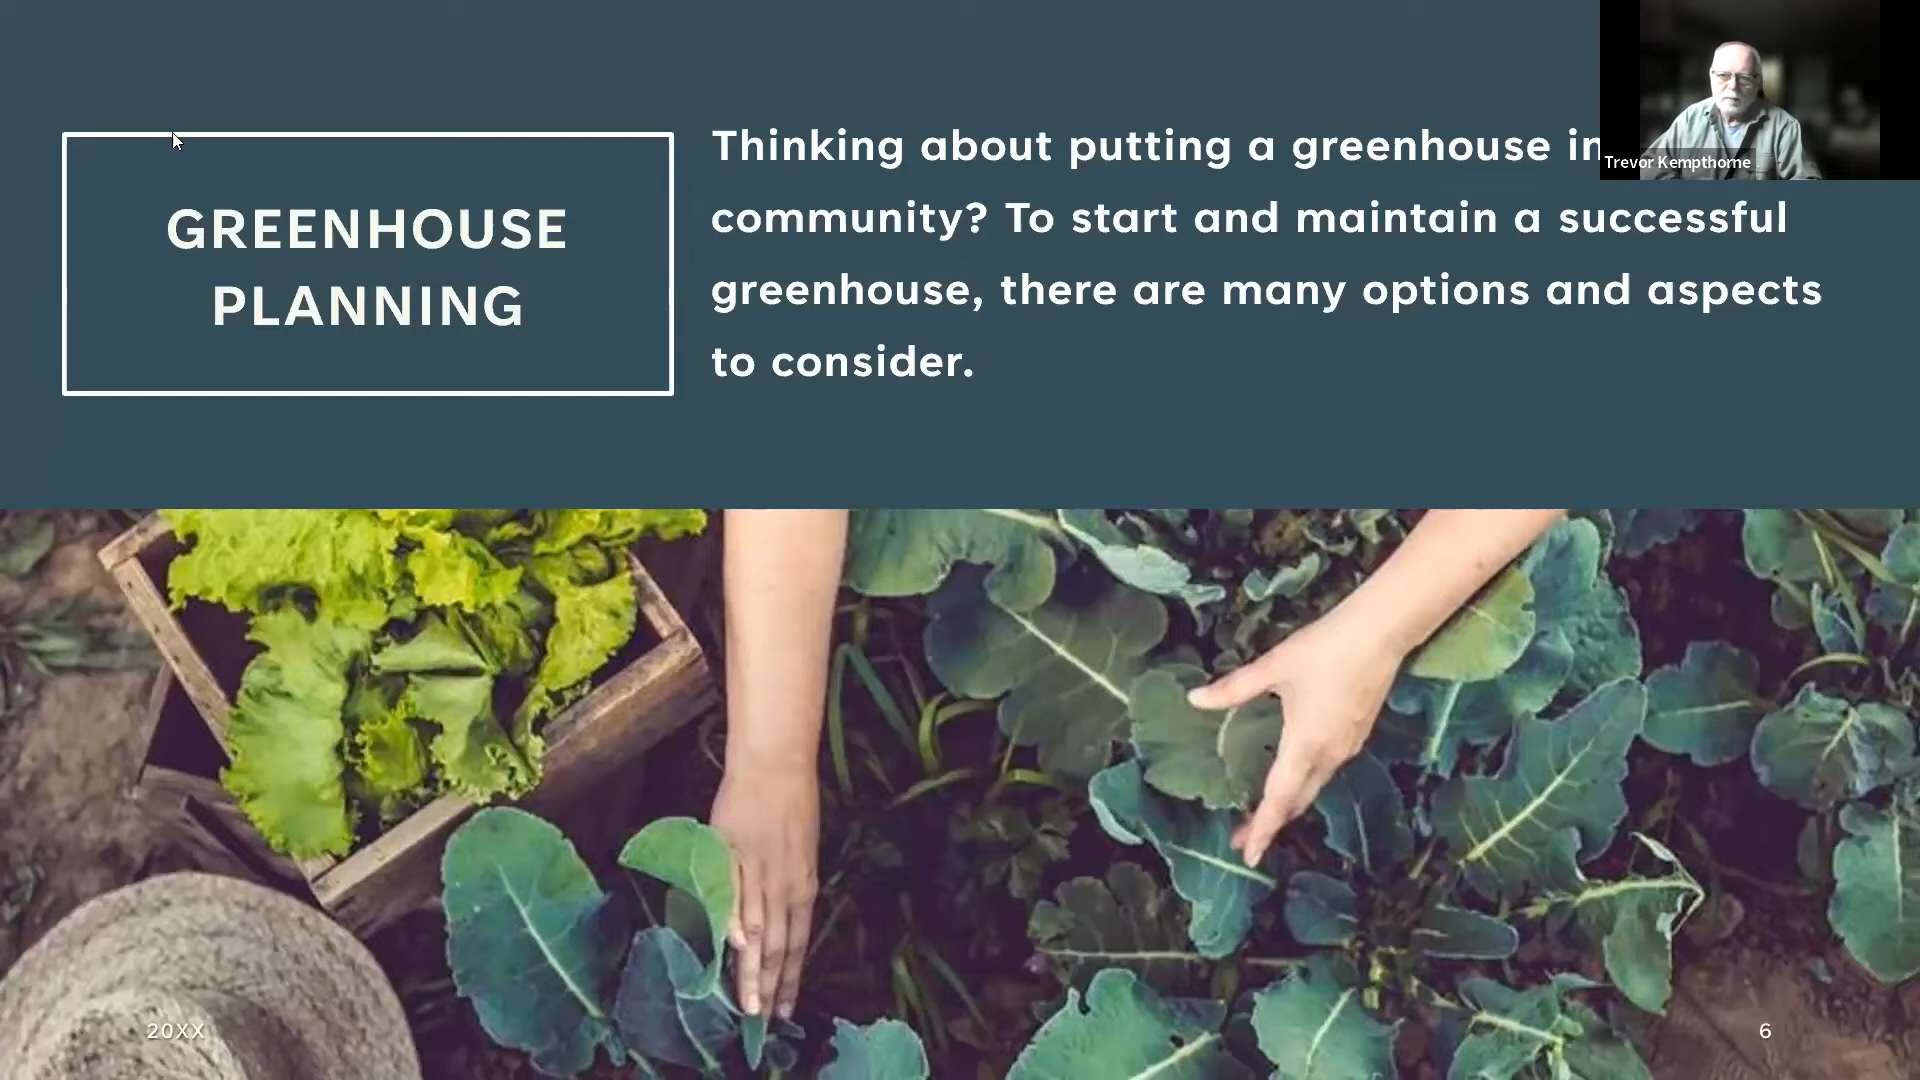 GREENHOUSE
PLANNING
Thinking about putting a greenhouse in
community? To start and maintain a successful
greenhouse, there are many options and aspects
to consider.
Trevor Kempthorne
20XX
6